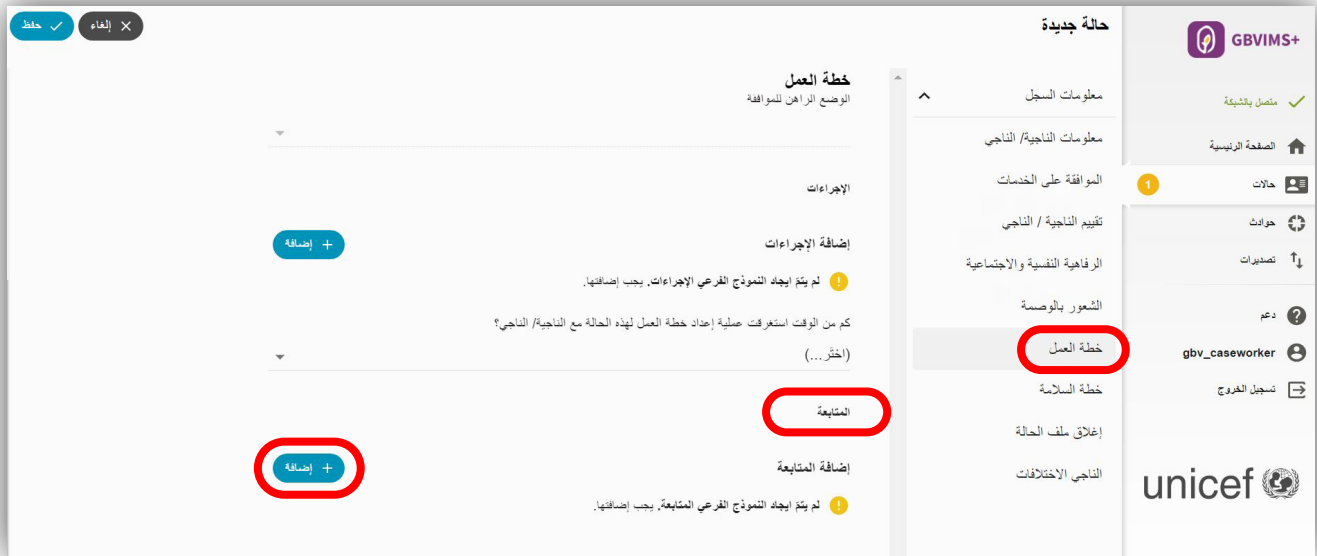 GBVIMS+
متصل بالشبكة
الصفحة الرئيسية
حالات
1
حوادث
تصديرات
دعم
gbv_caseworker
تسجيل الخروج
unicef
حالة جديدة
إلغاء
حفظ
معلومات السجل
معلومات الناجية/ الناجي
الموافقة على الخدمات
تقييم الناجية / الناجي
الرفاهية النفسية والاجتماعية
الشعور بالوصمة
خطة العمل
خطة السلامة
إغلاق ملف الحالة
الناجي الاختلافات
خطة العمل
الوضع الراهن للموافقة
الإجراءات
إضافة الإجراءات
+ إضافة
لم يتم ايجاد النموذج الفرعي الإجراءات. يجب إضافتها.
كم من الوقت استغرقت عملية إعداد خطة العمل لهذه الحالة مع الناجية/ الناجي؟
(اختَر...)
المتابعة
إضافة المتابعة
+ إضافة
لم يتم ايجاد النموذج الفرعي المتابعة. يجب إضافتها.